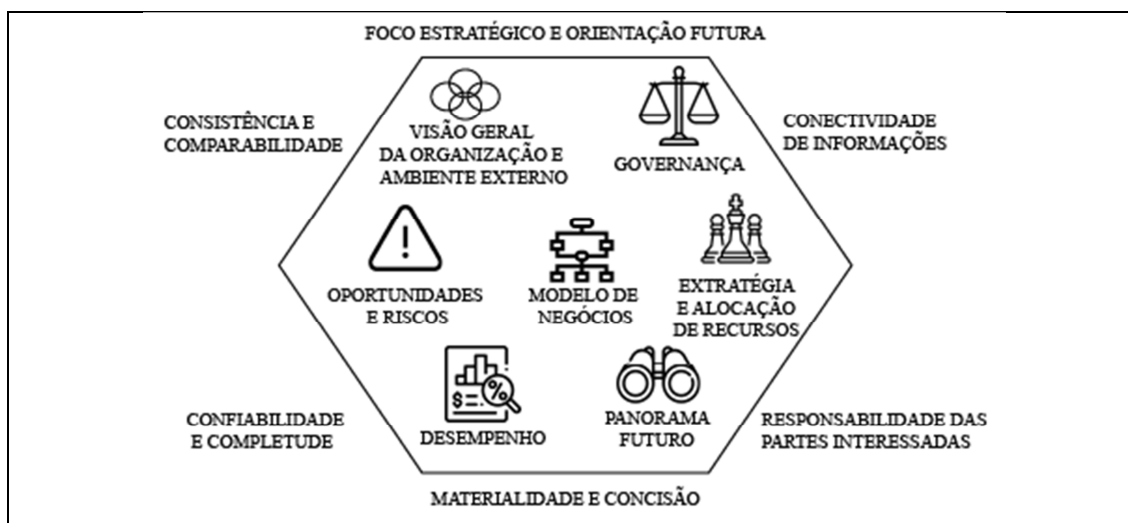 FOCO ESTRATÉGICO E ORIENTAÇÃO FUTURA
CONSISTÊNCIA E
COMPARABILIDADE
CONECTIVIDADE
DE INFORMAÇÕES
VISÃO GERAL
DA ORGANIZAÇÃO E
AMBIENTE EXTERNO
GOVERNANÇA
OPORTUNIDADES
E RISCOS
MODELO DE
NEGÓCIOS
EXTRATÉGIA
E ALOCAÇÃO
DE RECURSOS
$ = %
DESEMPENHO
PANORAMA
FUTURO
CONFIABILIDADE
E COMPLETUDE
RESPONSABILIDADE DAS
PARTES INTERESSADAS
MATERIALIDADE E CONCISÃO